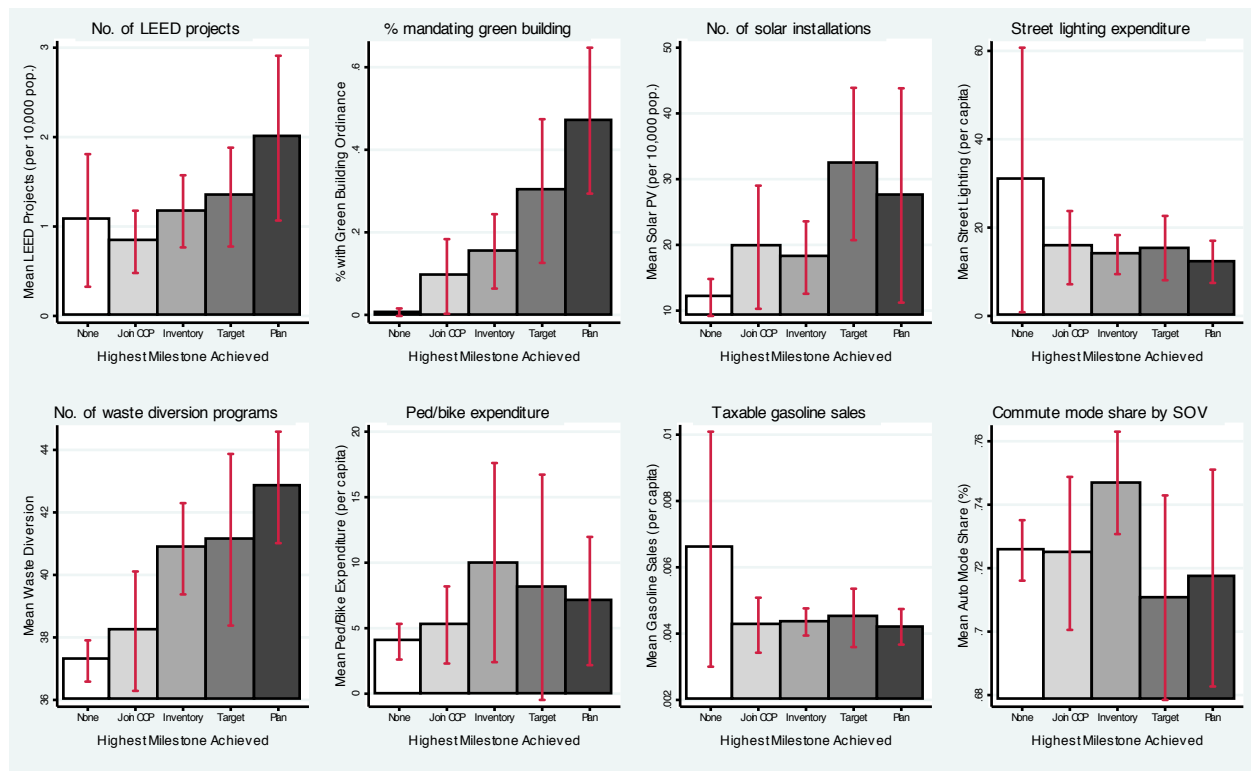 No. of LEED projects
Mean LEED Projects (per 10,000 pop.)
3
2
1
0
None Join CCP Inventory Target Plan
Highest Milestone Achieved
% mandating green building
% with Green Building Ordinance
.6
.4
.2
0
None Join CCP Inventory Target Plan
Highest Milestone Achieved
No. of solar installations
Mean Solar PV (per 10,000 pop.)
50
40
30
20
10
None Join CCP Inventory Target Plan
Highest Milestone Achieved
Street lighting expenditure
Mean Street Lighting (per capita)
60
40
20
0
None Join CCP Inventory Target Plan
Highest Milestone Achieved
No. of waste diversion programs
Mean Waste Diversion
44
42
40
38
36
None Join CCP Inventory Target Plan
Highest Milestone Achieved
Ped/bike expenditure
Mean Ped/Bike Expenditure (per capita)
20
15
10
5
0
None Join CCP Inventory Target Plan
Highest Milestone Achieved
Taxable gasoline sales
Mean Gasoline Sales (per capita)
.01
.008
.006
.004
.002
None Join CCP Inventory Target Plan
Highest Milestone Achieved
Commute mode share by SOV
Mean Auto Mode Share (%)
.76
.74
.72
.7
.68
None Join CCP Inventory Target Plan
Highest Milestone Achieved